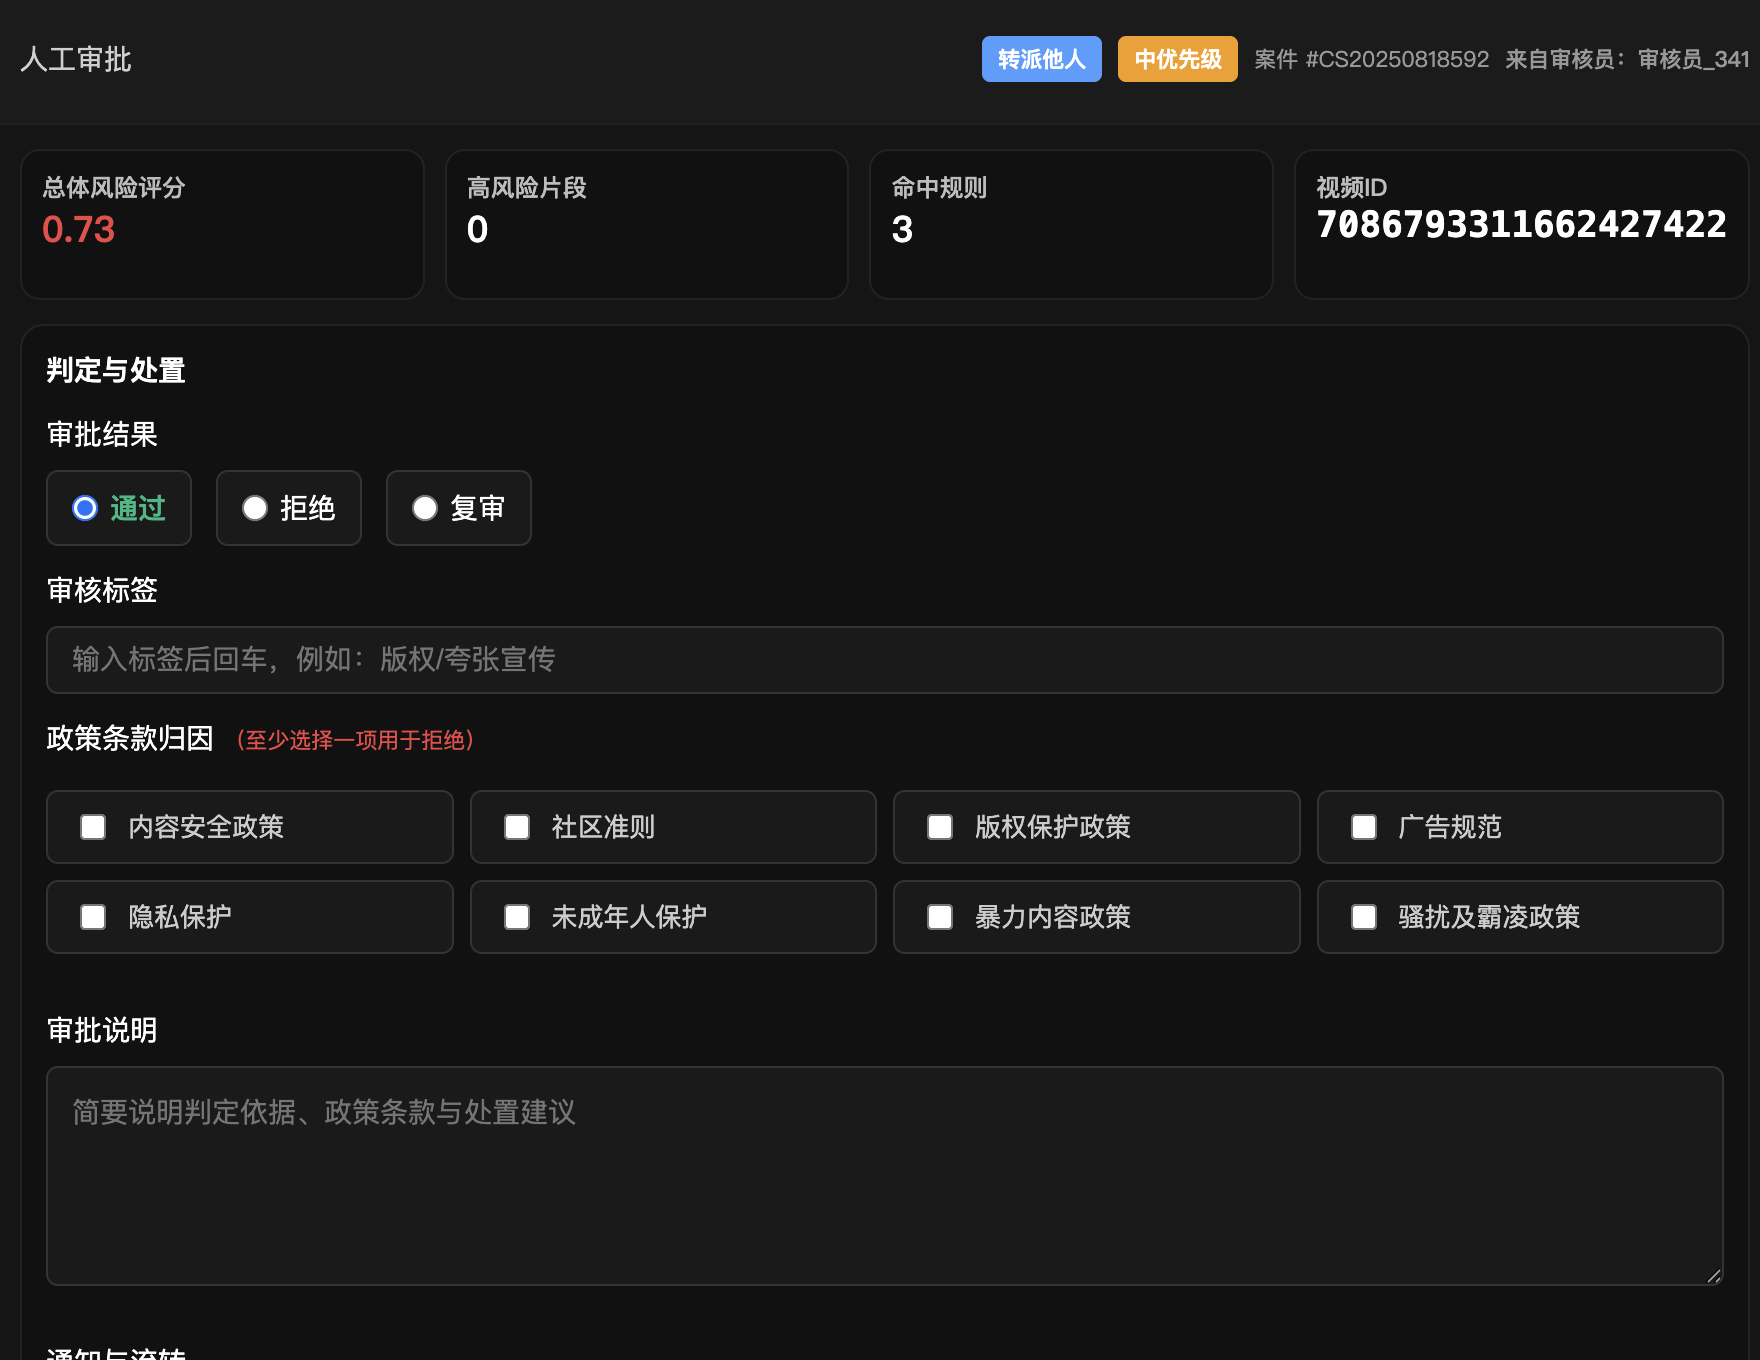 人工审批
转派他人 中优先级 案件 #CS20250818592 来自审核员：审核员_341
总体风险评分
0.73
高风险片段
0
命中规则
3
视频ID
7086793311662427422
判定与处置
审批结果
通过 拒绝 复审
审核标签
输入标签后回车，例如：版权/夸张宣传
政策条款归因 （至少选择一项用于拒绝）
内容安全政策 社区准则 版权保护政策 广告规范
隐私保护 未成年人保护 暴力内容政策 骚扰及霸凌政策
审批说明
简要说明判定依据、政策条款与处置建议
通知与流转